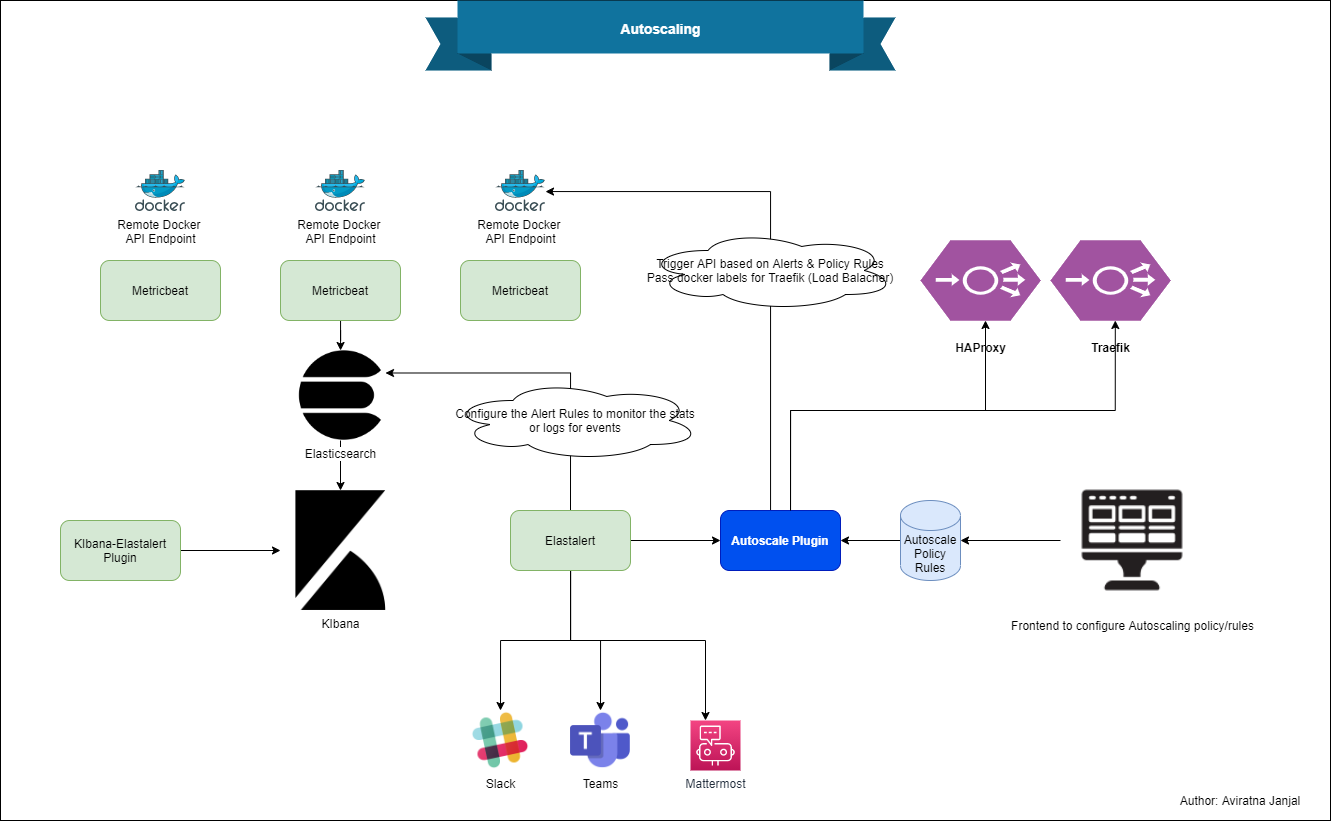 Autoscaling
docker
docker
docker
Remote Docker
API Endpoint
Remote Docker
API Endpoint
Remote Docker
API Endpoint
Metricbeat
Metricbeat
Metricbeat
Trigger API based on Alerts & Policy Rules
Pass docker labels for Traefik (Load Balacner)
HAProxy
Traefik
Configure the Alert Rules to monitor the stats
or logs for events
Elasticsearch
KIbana-Elastalert
Plugin
KIbana
Elastalert
Autoscale Plugin
Autoscale
Policy
Rules
Frontend to configure Autoscaling policy/rules
T
Slack
Teams
Mattermost
Author: Aviratna Janjal